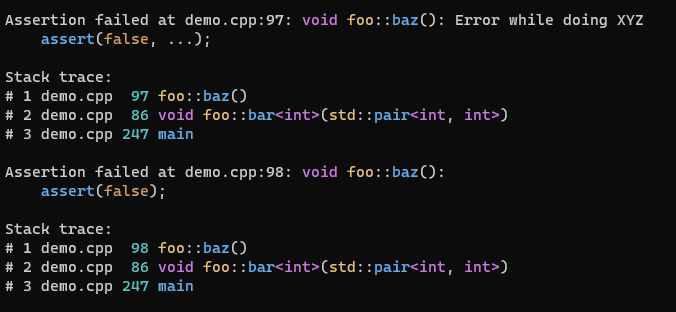 Assertion failed at demo.cpp:97: void foo::baz(): Error while doing XYZ
    assert(false, ...);

Stack trace:
# 1 demo.cpp  97 foo::baz()
# 2 demo.cpp  86 void foo::bar<int>(std::pair<int, int>)
# 3 demo.cpp 247 main

Assertion failed at demo.cpp:98: void foo::baz():
    assert(false);

Stack trace:
# 1 demo.cpp  98 foo::baz()
# 2 demo.cpp  86 void foo::bar<int>(std::pair<int, int>)
# 3 demo.cpp 247 main